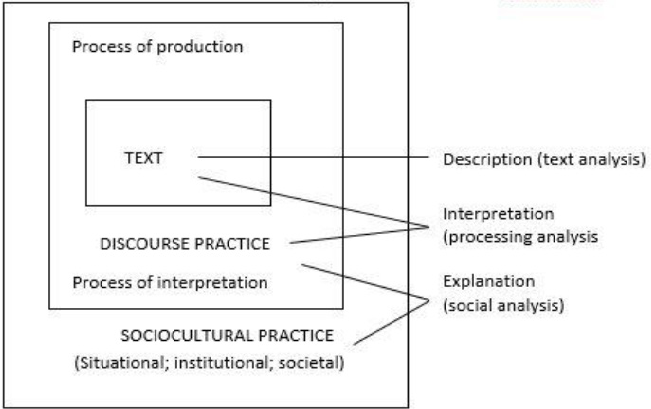 Process of production
TEXT
Description (text analysis)
Interpretation
(processing analysis
DISCOURSE PRACTICE
Process of interpretation
Explanation
(social analysis)
SOCIOCULTURAL PRACTICE
(Situational; institutional; societal)